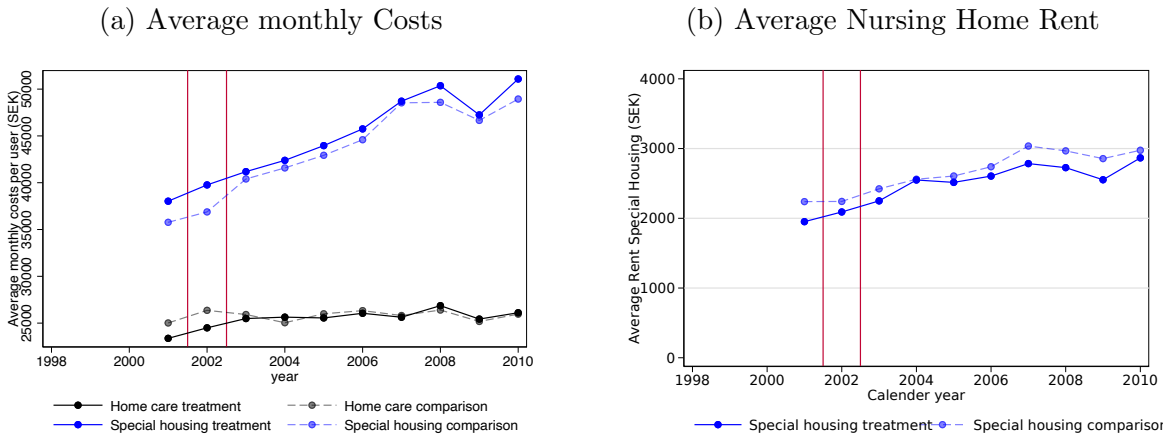 (a) Average monthly Costs
Average monthly costs per user (SEK)
50000
45000
40000
35000
30000
25000
1998 2000 2002 2004 2006 2008 2010
year
Home care treatment Home care comparison
Special housing treatment Special housing comparison
(b) Average Nursing Home Rent
Average Rent Special Housing (SEK)
4000
3000
2000
1000
0
1998 2000 2002 2004 2006 2008 2010
Calender year
Special housing treatment Special housing comparison